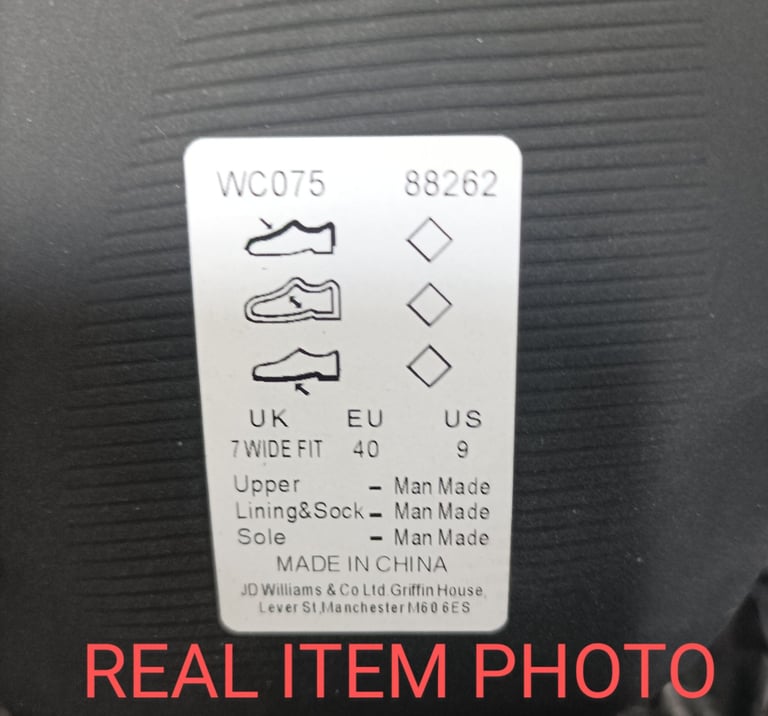 WC075 88262
UK EU US
7 WIDE FIT 40 9
Upper - Man Made
Lining&Sock - Man Made
Sole - Man Made
MADE IN CHINA
JD Williams & Co Ltd.Griffin House,
Lever St,Manchester M60 6ES
REAL ITEM PHOTO